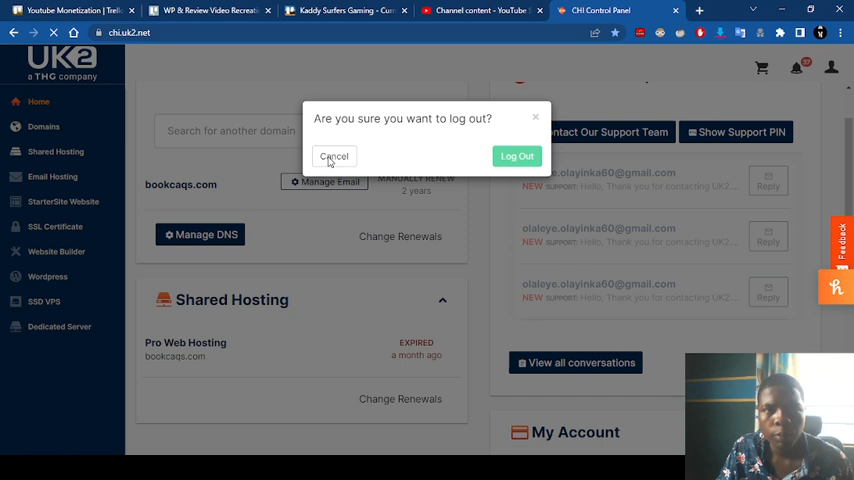 Youtube Monetization | Trell
WP & Review Video Recreati
Kaddy Surfers Gaming - Curr
Channel content - YouTube S
CHI Control Panel
chi.uk2.net
UK2
a THG company
37
Home
Domains
Shared Hosting
Email Hosting
StarterSite Website
SSL Certificate
Website Builder
Wordpress
SSD VPS
Dedicated Server
Are you sure you want to log out?
×
Cancel
Log Out
Search for another domain
bookcaqs.com
Manage Email
MANUALLY RENEW
2 years
Manage DNS
Change Renewals
Shared Hosting
Pro Web Hosting
bookcaqs.com
EXPIRED
a month ago
Change Renewals
ontact Our Support Team
Show Support PIN
olaleye.olayinka60@gmail.com
NEW SUPPORT: Hello, Thank you for contacting UK2....
Reply
olaleye.olayinka60@gmail.com
NEW SUPPORT: Hello, Thank you for contacting UK2....
Reply
olaleye.olayinka60@gmail.com
NEW SUPPORT: Hello, Thank you for contacting UK2....
Reply
View all conversations
My Account
Feedback